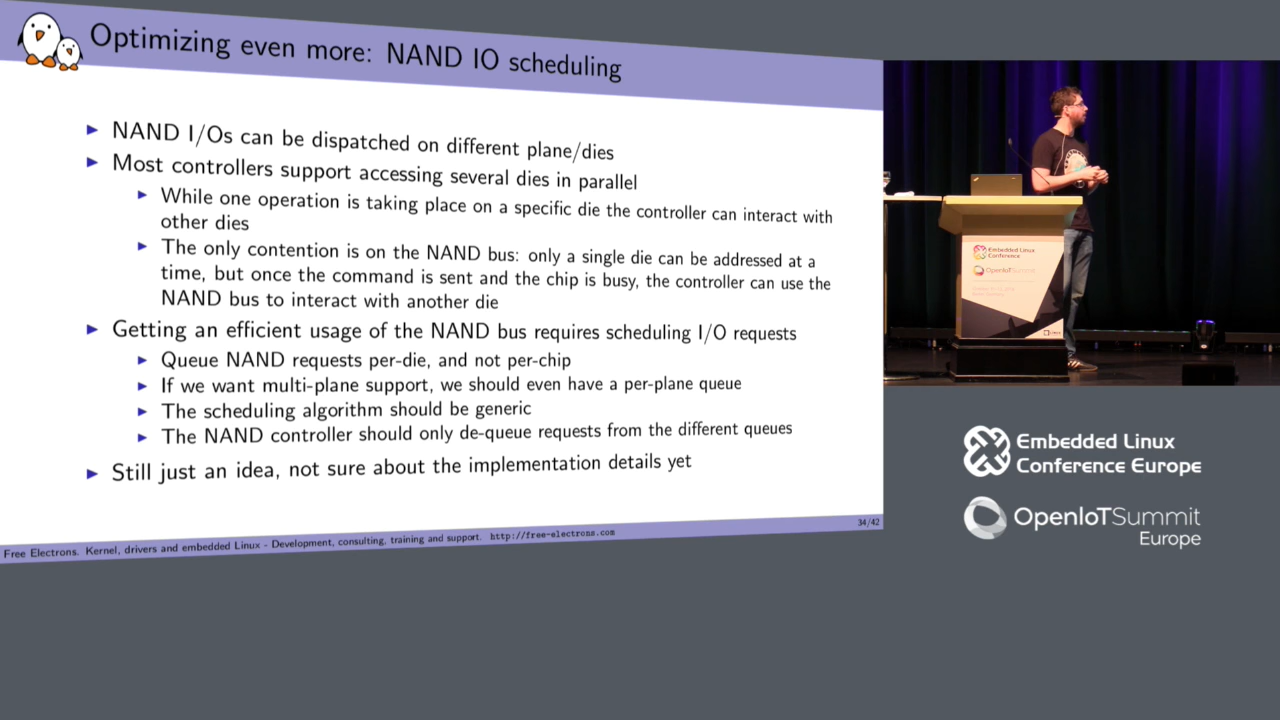 Optimizing even more: NAND IO scheduling
NAND I/Os can be dispatched on different plane/dies
Most controllers support accessing several dies in parallel
While one operation is taking place on a specific die the controller can interact with
other dies
The only contention is on the NAND bus: only a single die can be addressed at a
time, but once the command is sent and the chip is busy, the controller can use the
NAND bus to interact with another die
Getting an efficient usage of the NAND bus requires scheduling I/O requests
Queue NAND requests per-die, and not per-chip
If we want multi-plane support, we should even have a per-plane queue
The scheduling algorithm should be generic
The NAND controller should only de-queue requests from the different queues
Still just an idea, not sure about the implementation details yet
34/42
Free Electrons. Kernel, drivers and embedded Linux - Development, consulting, training and support. http://free-electrons.com
Embedded Linux
Conference
OpenIoTSummit
Embedded Linux
Conference Europe
OpenIoTSummit
Europe